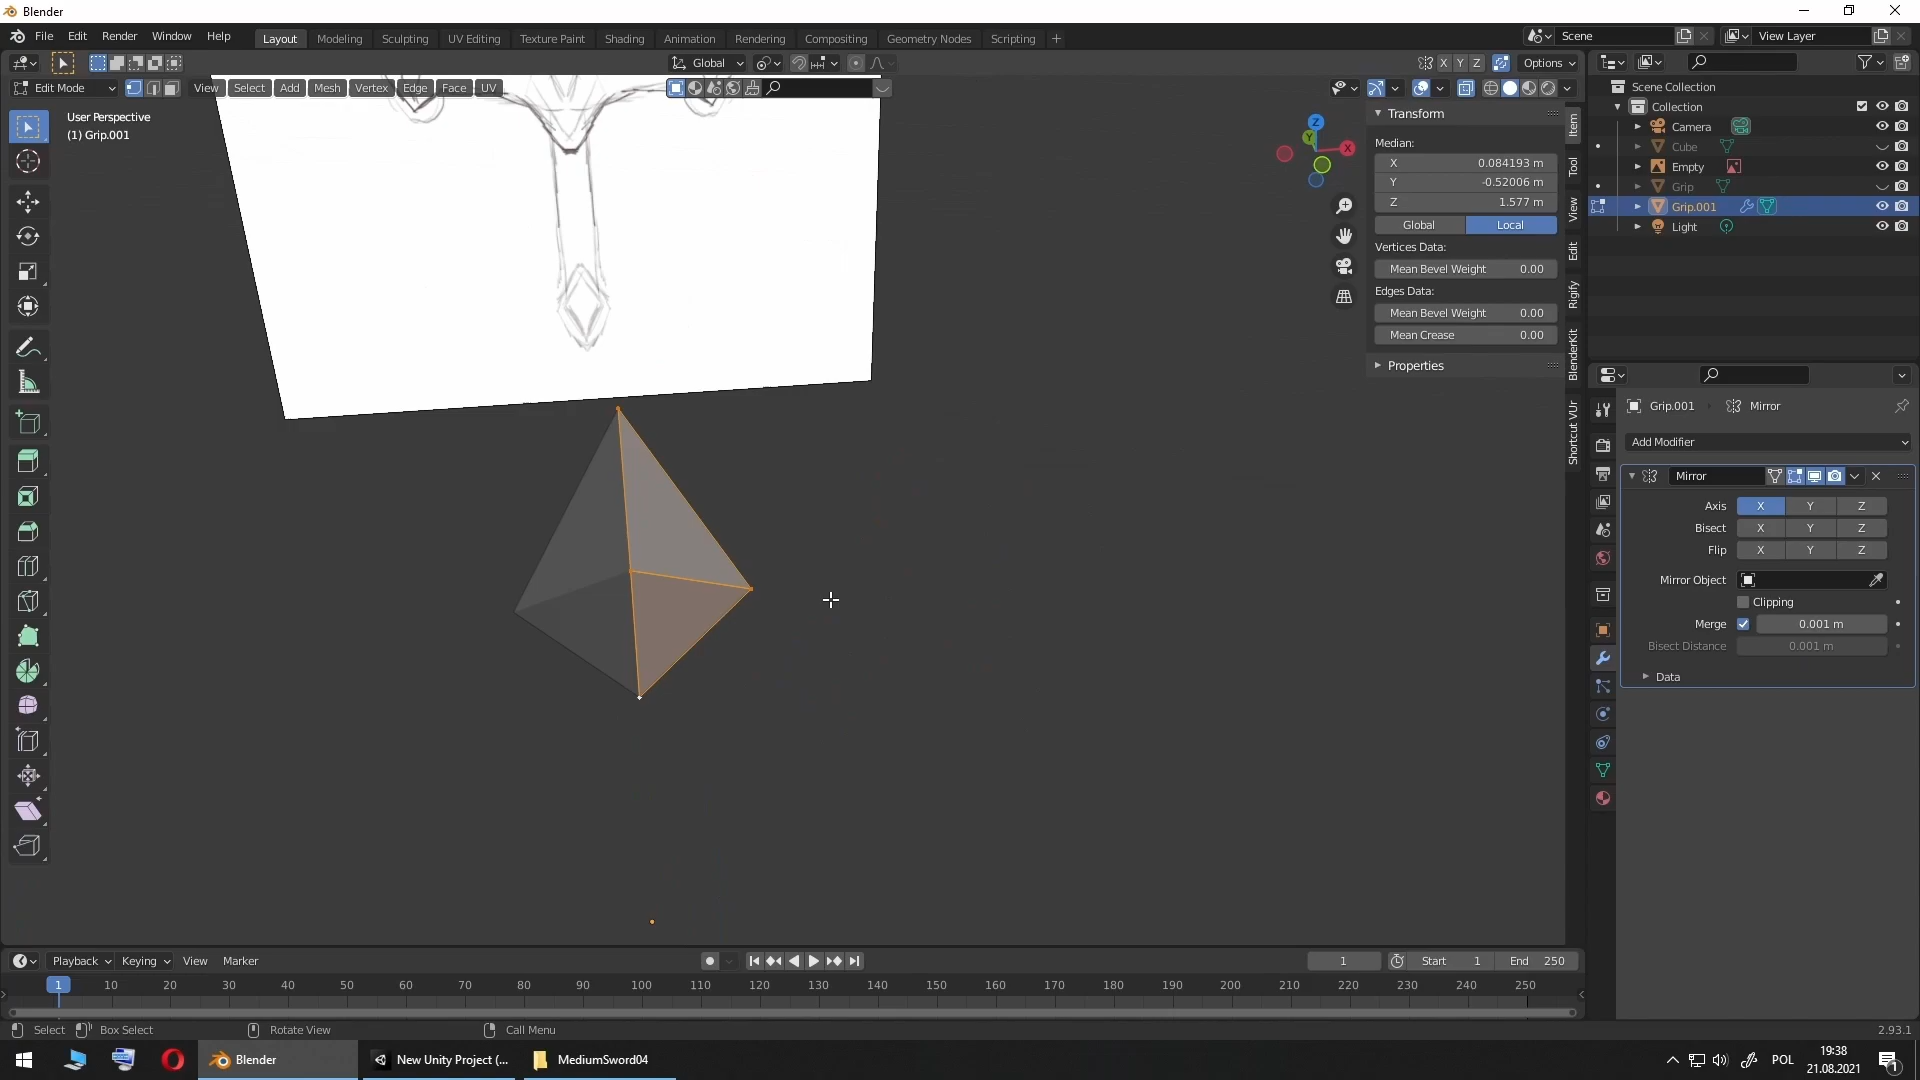 Blender
File Edit Render Window Help Layout Modeling Sculpting UV Editing Texture Paint Shading Animation Rendering Compositing Geometry Nodes Scripting + Scene View Layer
Global X Y Z Options
Edit Mode View Select Add Mesh Vertex Edge Face UV
User Perspective
(1) Grip.001
Z
Y
X
Transform
Median:
X 0.084193 m
Y -0.52006 m
Z 1.577 m
Global Local
Vertices Data:
Mean Bevel Weight 0.00
Edges Data:
Mean Bevel Weight 0.00
Mean Crease 0.00
Properties
Item
Tool
View
Edit
Rigify
BlenderKit
Shortcut VUr
Scene Collection
Collection
Camera
Cube
Empty
Grip
Grip.001
Light
Grip.001 Mirror
Add Modifier
Mirror
Axis X Y Z
Bisect X Y Z
Flip X Y Z
Mirror Object
Clipping
Merge 0.001 m
Bisect Distance 0.001 m
Data
Playback Keying View Marker 1 Start 1 End 250
1 10 20 30 40 50 60 70 80 90 100 110 120 130 140 150 160 170 180 190 200 210 220 230 240 250
Select Box Select Rotate View Call Menu 2.93.1
Blender New Unity Project (... MediumSword04 POL 19:38
21.08.2021
1